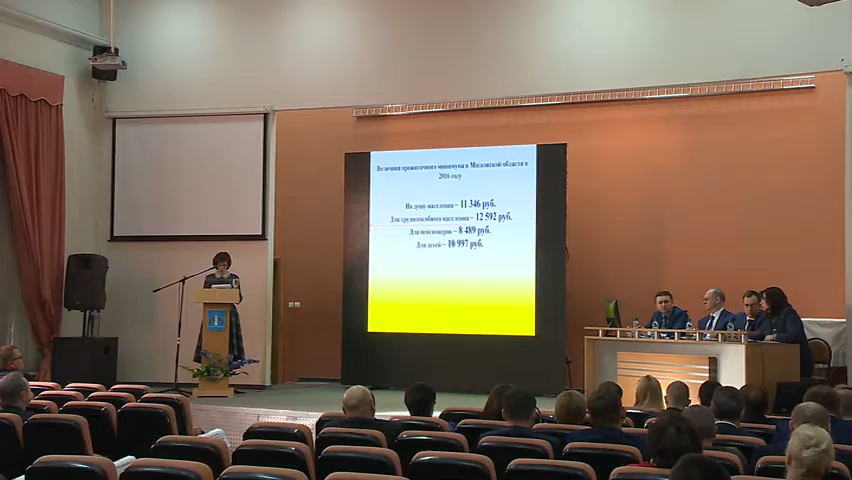 Величина прожиточного минимума в Московской области в
2016 году
На душу населения – 11 346 руб.
Для трудоспособного населения – 12 592 руб.
Для пенсионеров – 8 489 руб.
Для детей – 10 997 руб.